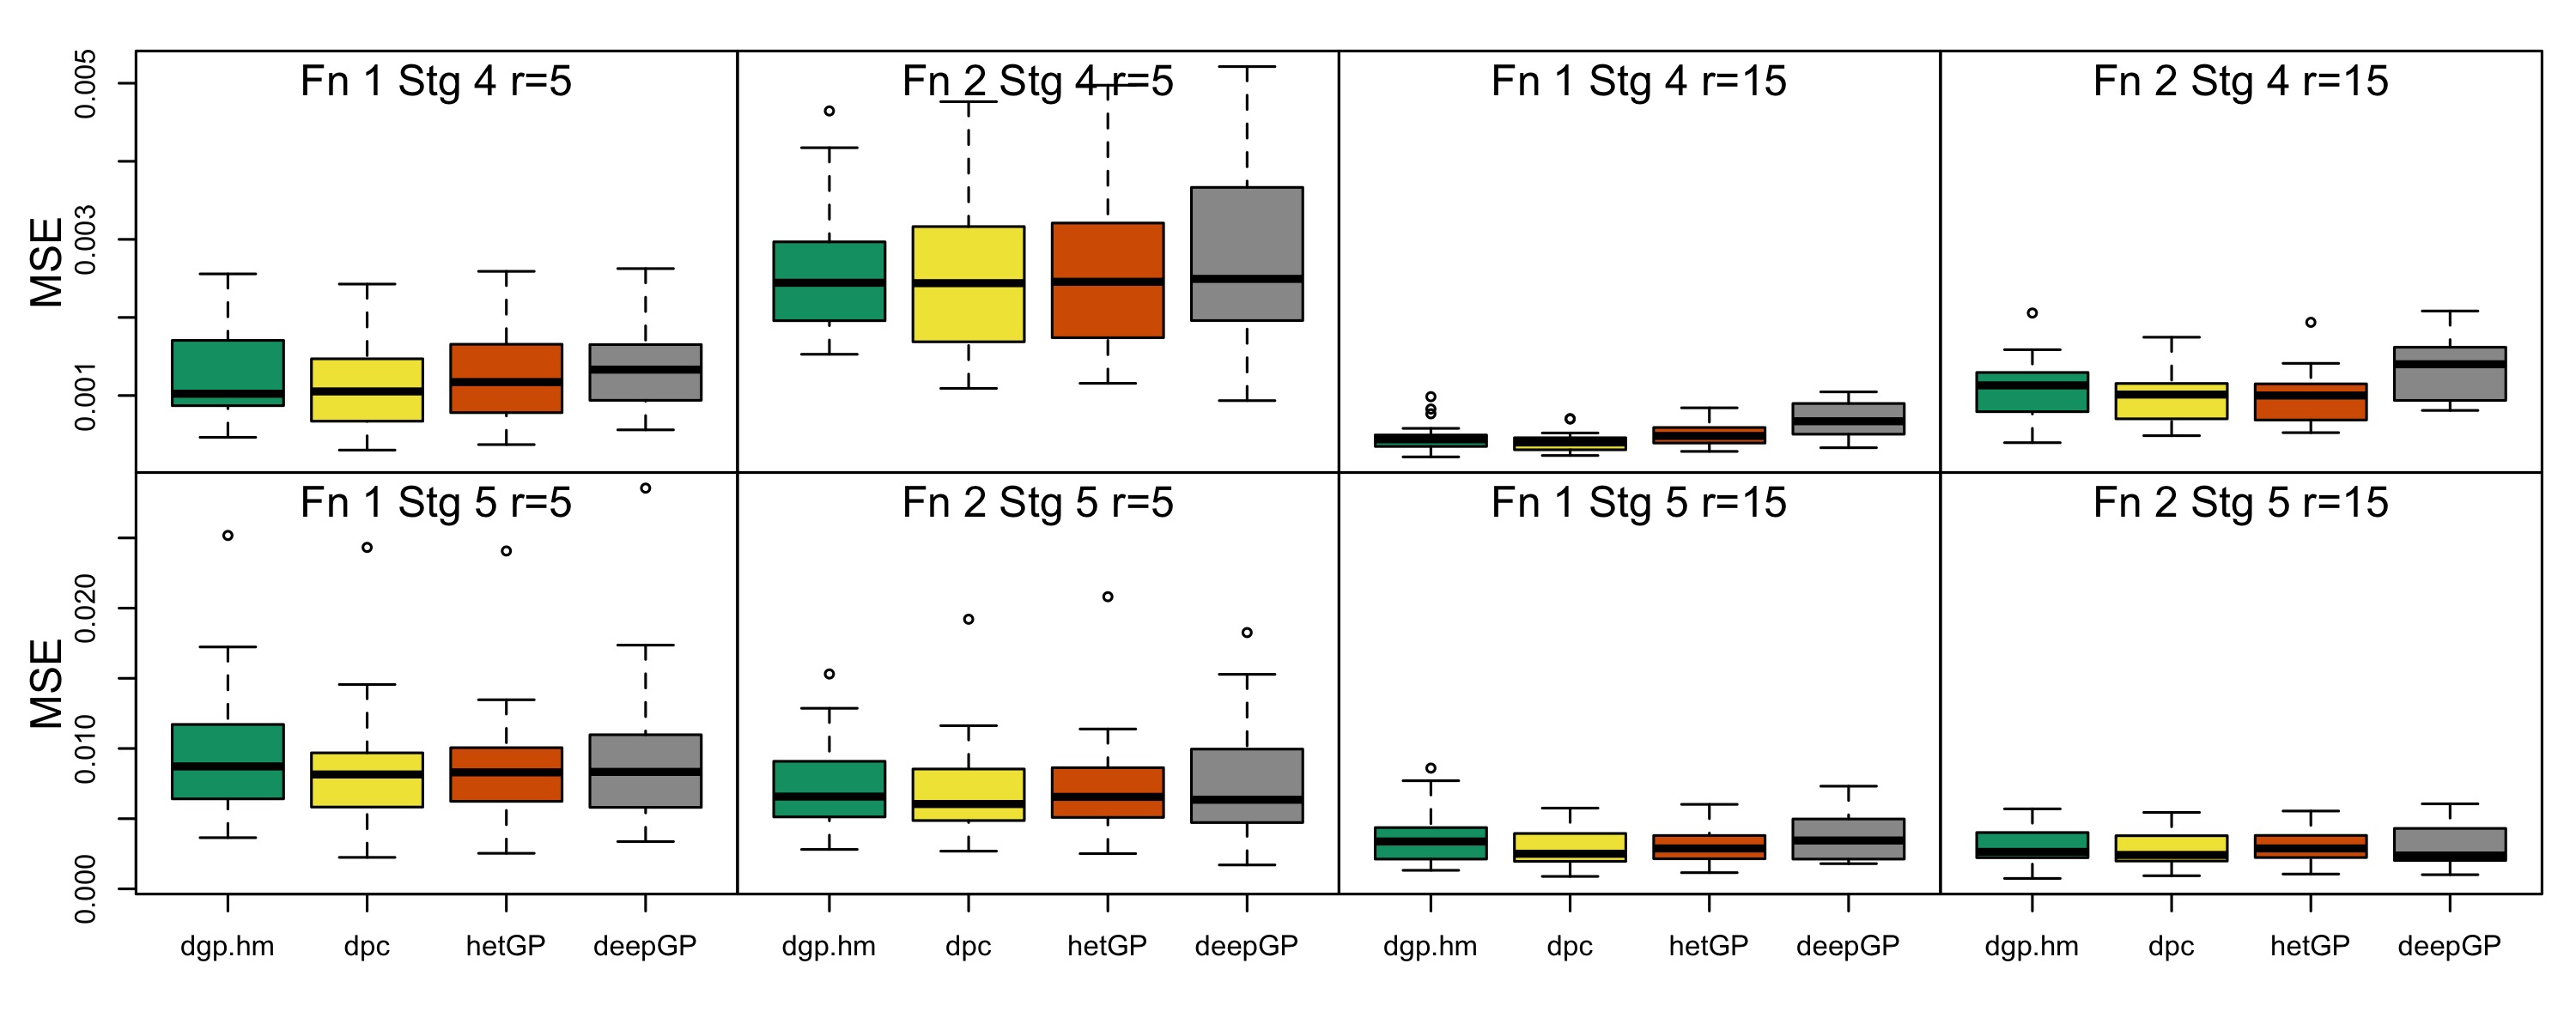 Fn 1 Stg 4 r=5
Fn 2 Stg 4 r=5
Fn 1 Stg 4 r=15
Fn 2 Stg 4 r=15
MSE
0.005
0.003
0.001
Fn 1 Stg 5 r=5
Fn 2 Stg 5 r=5
Fn 1 Stg 5 r=15
Fn 2 Stg 5 r=15
MSE
0.020
0.010
0.000
dgp.hm dpc hetGP deepGP
dgp.hm dpc hetGP deepGP
dgp.hm dpc hetGP deepGP
dgp.hm dpc hetGP deepGP